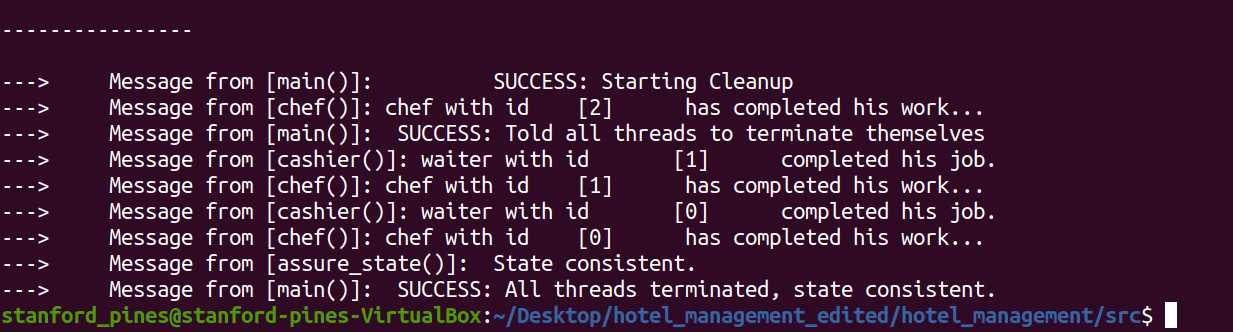 ----------------
--->     Message from [main()]:          SUCCESS: Starting Cleanup
--->     Message from [chef()]: chef with id    [2]      has completed his work...
--->     Message from [main()]:  SUCCESS: Told all threads to terminate themselves
--->     Message from [cashier()]: waiter with id       [1]      completed his job.
--->     Message from [chef()]: chef with id    [1]      has completed his work...
--->     Message from [cashier()]: waiter with id       [0]      completed his job.
--->     Message from [chef()]: chef with id    [0]      has completed his work...
--->     Message from [assure_state()]:  State consistent.
--->     Message from [main()]:  SUCCESS: All threads terminated, state consistent.
stanford_pines@stanford-pines-VirtualBox:~/Desktop/hotel_management_edited/hotel_management/src$